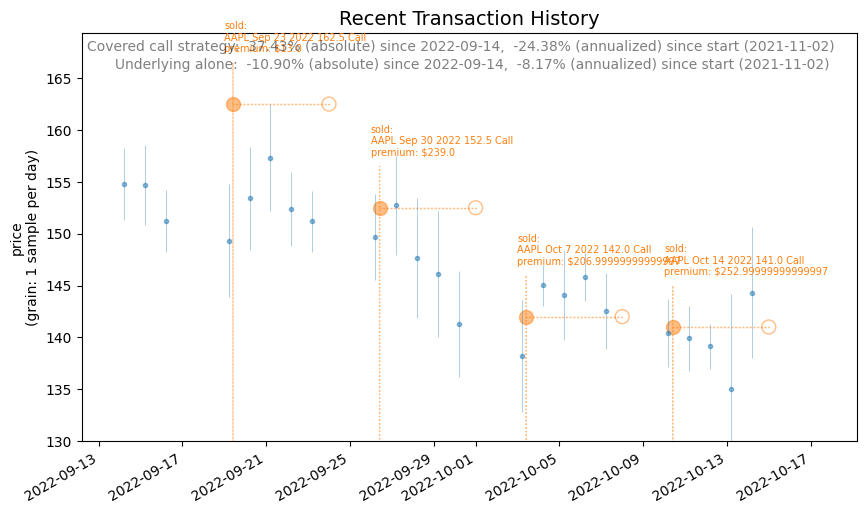 Recent Transaction History
sold:
AAPL Sep 23 2022 162.5 Call
Covered call strategy: -37.43% (absolute) since 2022-09-14,  -24.38% (annualized) since start (2021-11-02)
Underlying alone:  -10.90% (absolute) since 2022-09-14,  -8.17% (annualized) since start (2021-11-02)
sold:
AAPL Sep 30 2022 152.5 Call
premium: $239.0
sold:
AAPL Oct 7 2022 142.0 Call
premium: $206.99999999999997
sold:
AAPL Oct 14 2022 141.0 Call
premium: $252.99999999999997
price
(grain: 1 sample per day)
165
160
155
150
145
140
135
130
2022-09-13
2022-09-17
2022-09-21
2022-09-25
2022-09-29
2022-10-01
2022-10-05
2022-10-09
2022-10-13
2022-10-17